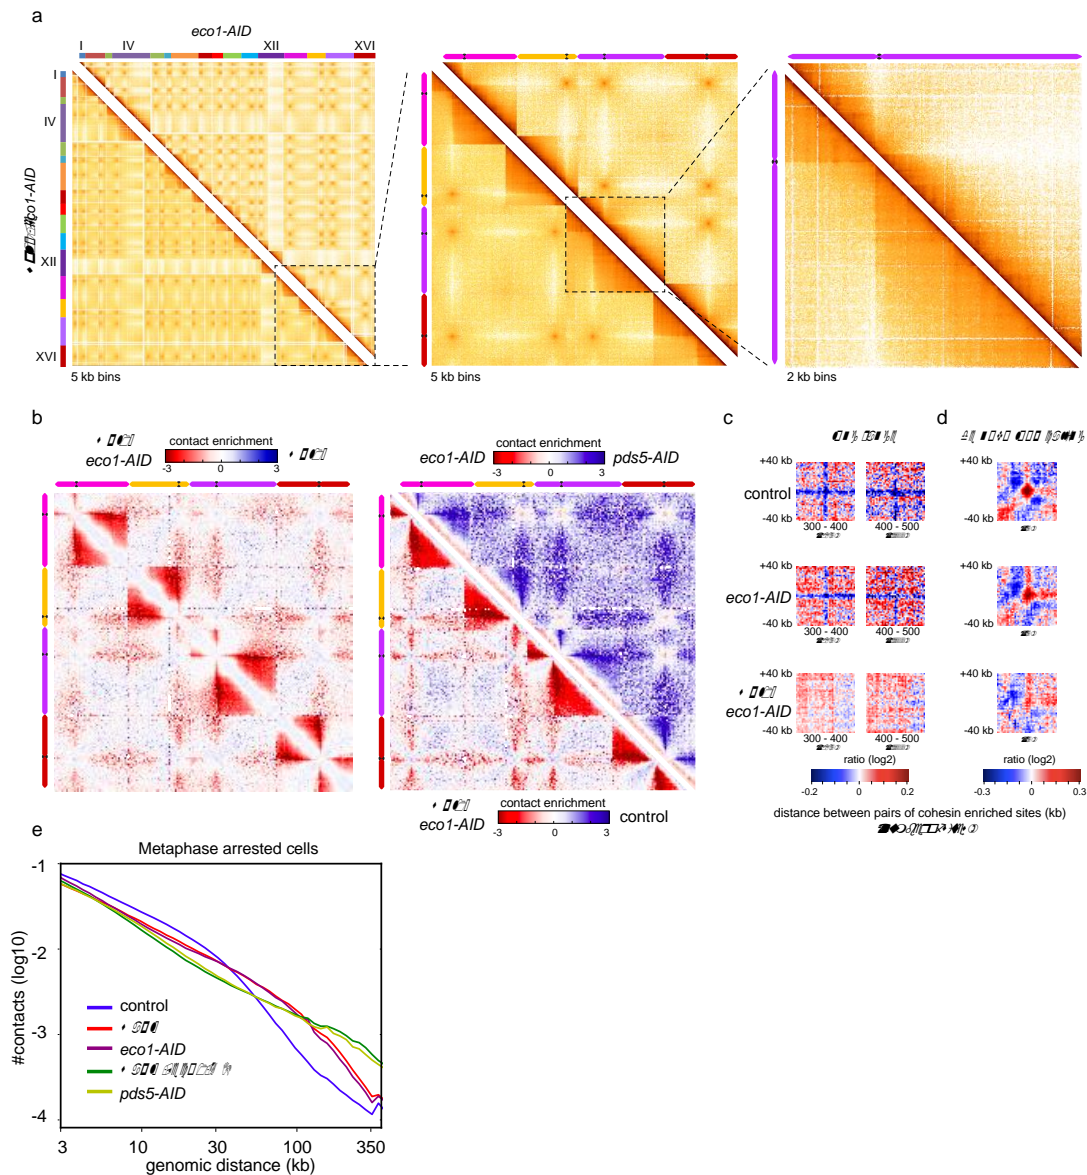 a
eco1-AID
I IV XII XVI
I
IV
XII
XVI
eco1-AID
5 kb bins
5 kb bins
2 kb bins
b
contact enrichment
eco1-AID
-3 3
contact enrichment
eco1-AID
pds5-AID
-3 3
eco1-AID
contact enrichment
-3 3
control
c
d
+40 kb
control
-40 kb
300 - 400
400 - 500
+40 kb
-40 kb
+40 kb
eco1-AID
-40 kb
300 - 400
400 - 500
+40 kb
-40 kb
+40 kb
eco1-AID
-40 kb
300 - 400
400 - 500
+40 kb
-40 kb
ratio (log2)
-0.2 0 0.2
ratio (log2)
-0.3 0 0.3
distance between pairs of cohesin enriched sites (kb)
e
Metaphase arrested cells
#contacts (log10)
-1
-2
-3
-4
control
eco1-AID
pds5-AID
3 10 30 100 350
genomic distance (kb)